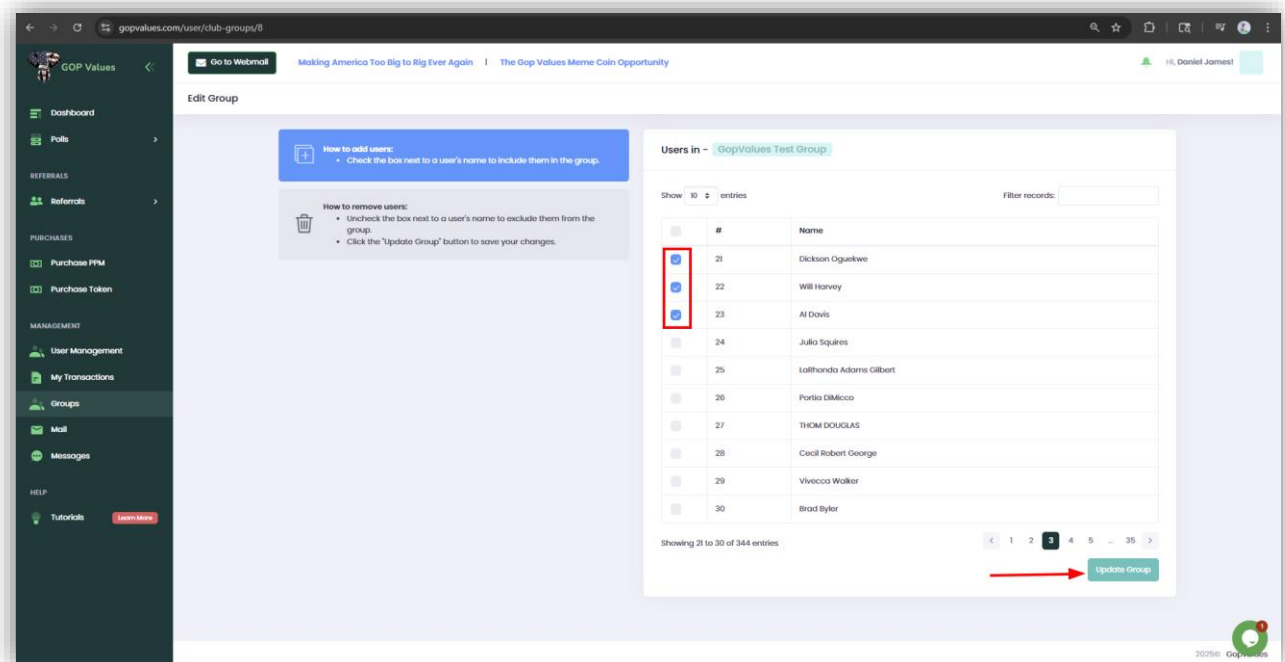 gopvalues.com/user/club-groups/8
GOP Values
Go to Webmail
Making America Too Big to Rig Ever Again | The Gop Values Meme Coin Opportunity
Hi, Daniel James!
Edit Group
Dashboard
Polls
REFERRALS
Referrals
PURCHASES
Purchase PPM
Purchase Token
MANAGEMENT
User Management
My Transactions
Groups
Mail
Messages
HELP
Tutorials Learn More
How to add users:
• Check the box next to a user's name to include them in the group.
How to remove users:
• Uncheck the box next to a user's name to exclude them from the
group.
• Click the "Update Group" button to save your changes.
Users in - GopValues Test Group
Show 10 entries Filter records:
# Name
21 Dickson Oguekwe
22 Will Harvey
23 Al Davis
24 Julia Squires
25 LaRhonda Adams Gilbert
26 Portia DiMicco
27 THOM DOUGLAS
28 Cecil Robert George
29 Vivecca Walker
30 Brad Byler
Showing 21 to 30 of 344 entries < 1 2 3 4 5 ... 35 >
Update Group
1
2025© GopValues